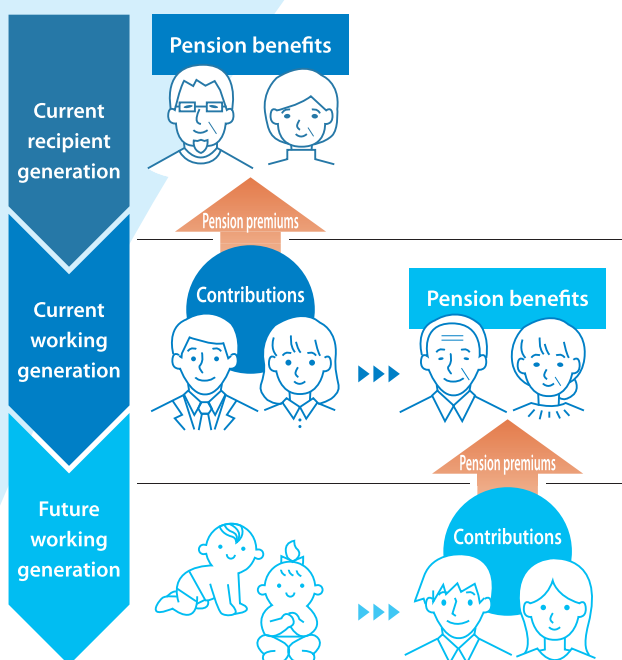 Pension benefits
Current
recipient
generation
Pension premiums
Contributions
Pension benefits
Current
working
generation
Pension premiums
Future
working
generation
Contributions